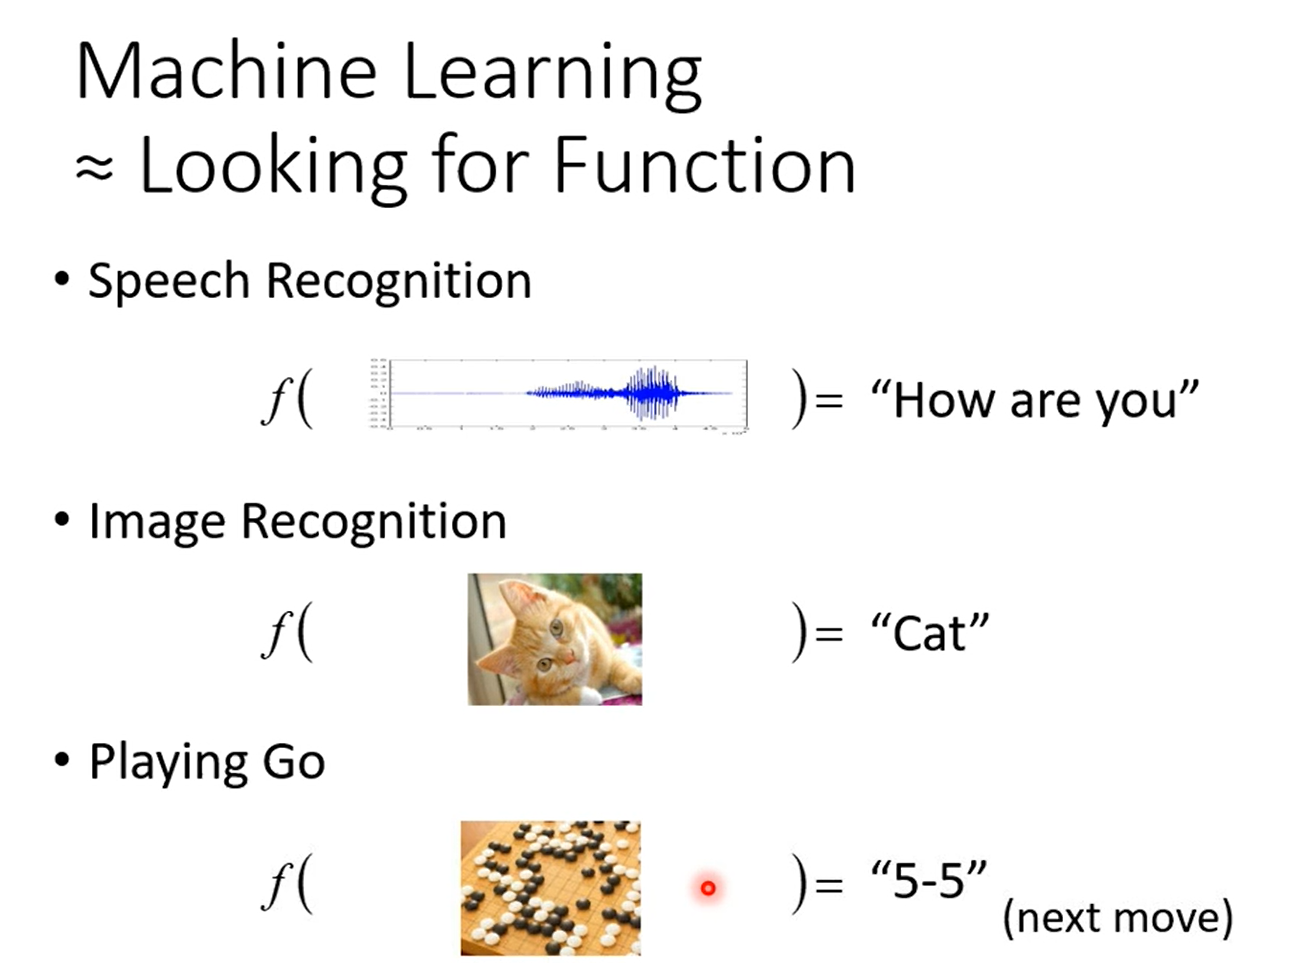 Machine Learning
≈ Looking for Function
• Speech Recognition
f( )= “How are you”
• Image Recognition
f( )= “Cat”
• Playing Go
f( )= “5-5”
(next move)